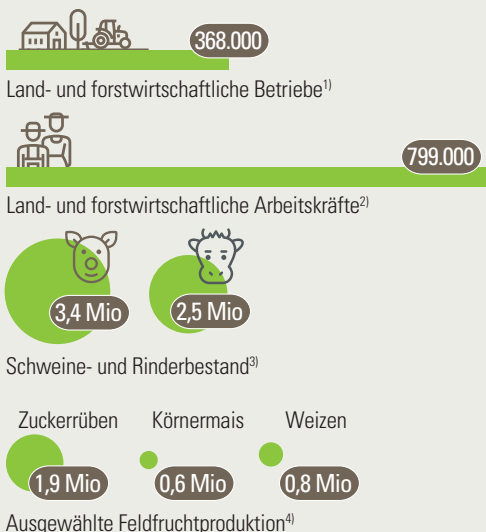 368.000
Land- und forstwirtschaftliche Betriebe1)
799.000
Land- und forstwirtschaftliche Arbeitskräfte2)
3,4 Mio 2,5 Mio
Schweine- und Rinderbestand3)
Zuckerrüben Körnermais Weizen
1,9 Mio 0,6 Mio 0,8 Mio
Ausgewählte Feldfruchtproduktion4)